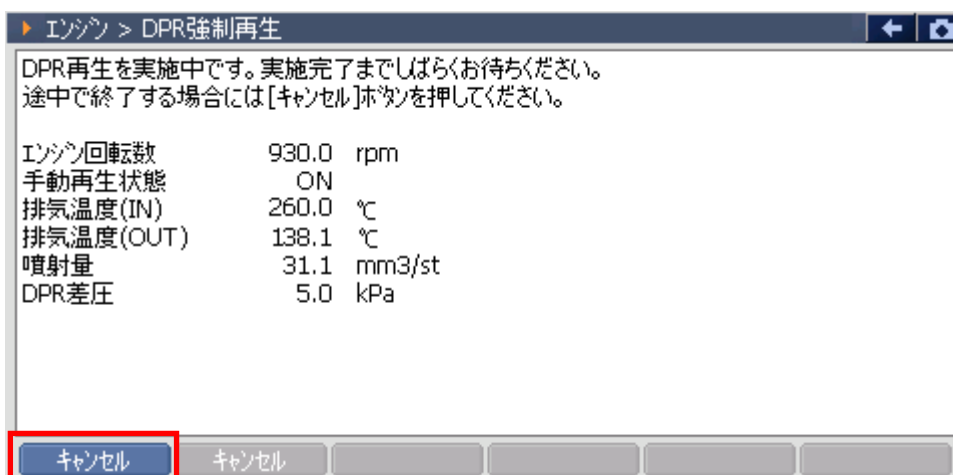 ｴﾝｼﾞﾝ > DPR強制再生
DPR再生を実施中です。実施完了までしばらくお待ちください。
途中で終了する場合には[ｷｬﾝｾﾙ]ﾎﾞﾀﾝを押してください。
ｴﾝｼﾞﾝ回転数 930.0 rpm
手動再生状態 ON
排気温度(IN) 260.0 ℃
排気温度(OUT) 138.1 ℃
噴射量 31.1 mm3/st
DPR差圧 5.0 kPa
ｷｬﾝｾﾙ ｷｬﾝｾﾙ